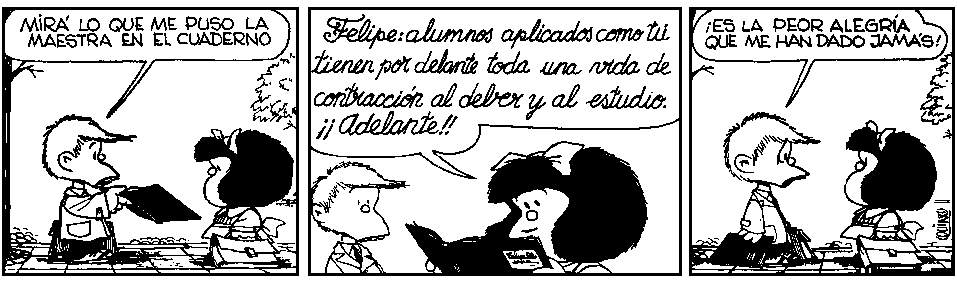 MIRÁ LO QUE ME PUSO LA
MAESTRA EN EL CUADERNO
Felipe: alumnos aplicados como tú
tienen por delante toda una vida de
contracción al deber y al estudio.
¡¡Adelante!!
¡ES LA PEOR ALEGRÍA
QUE ME HAN DADO JAMÁS!
QUINO